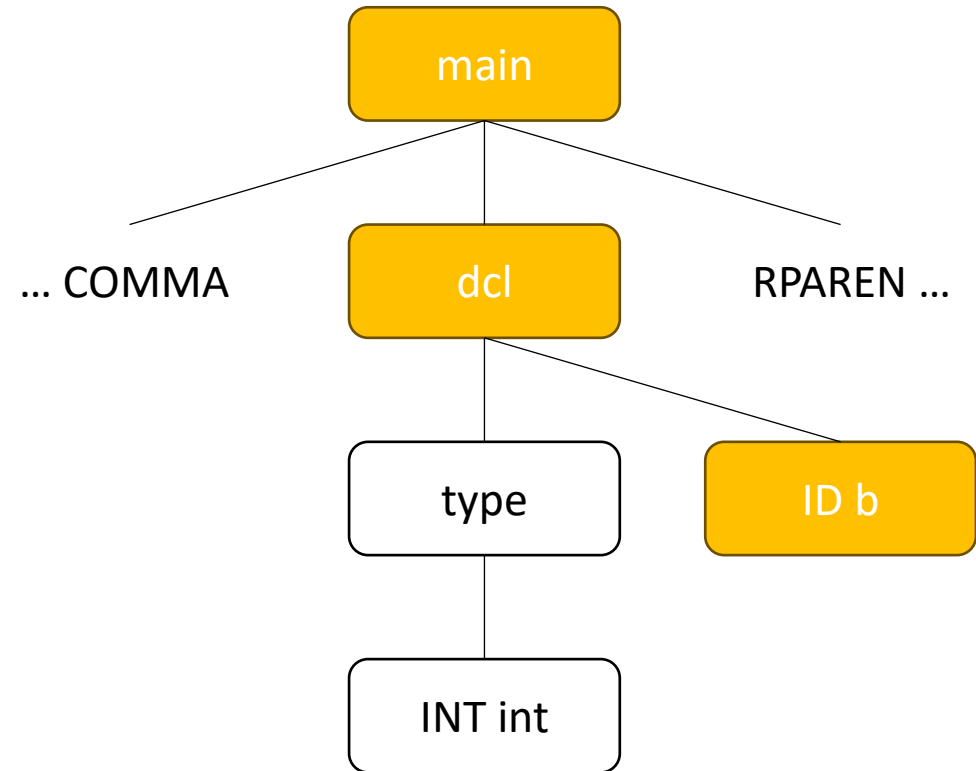 main
... COMMA
dcl
RPAREN ...
type
ID b
INT int